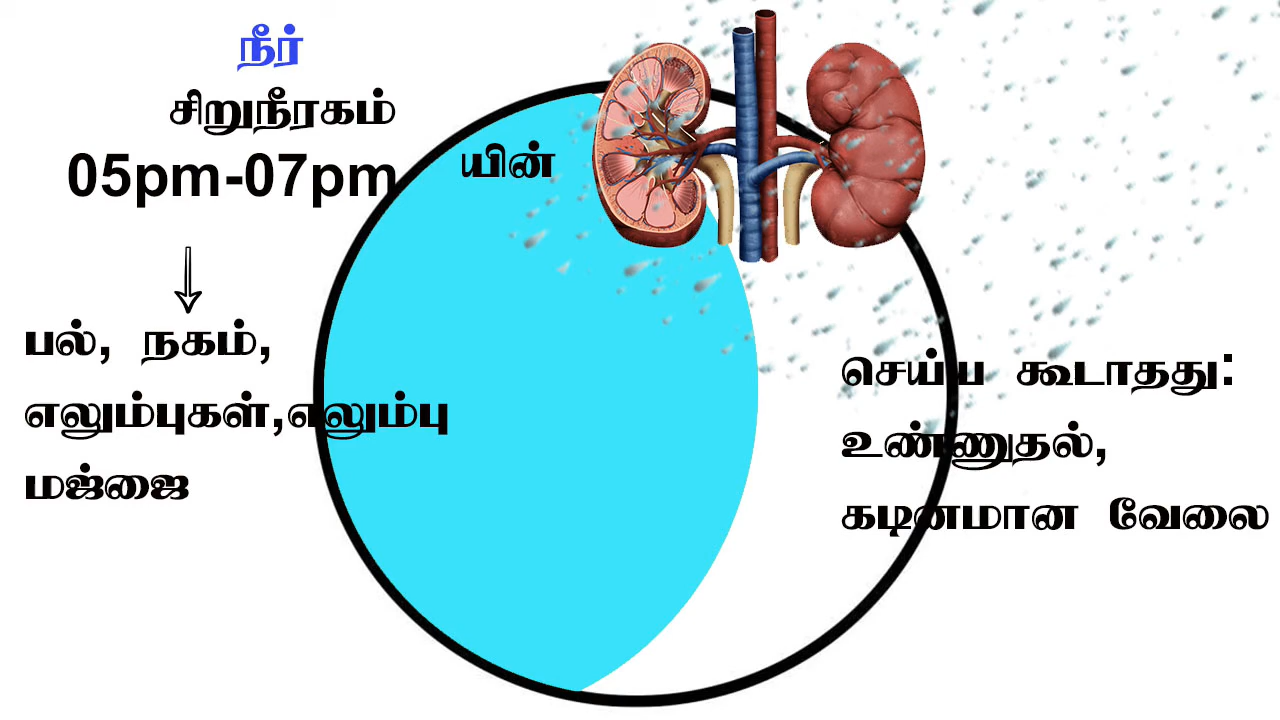 நீர்
சிறுநீரகம்
05pm-07pm
யின்
பல், நகம்,
எலும்புகள்,எலும்பு
மஜ்ஜை
செய்ய கூடாதது:
உண்ணுதல்,
கடினமான வேலை